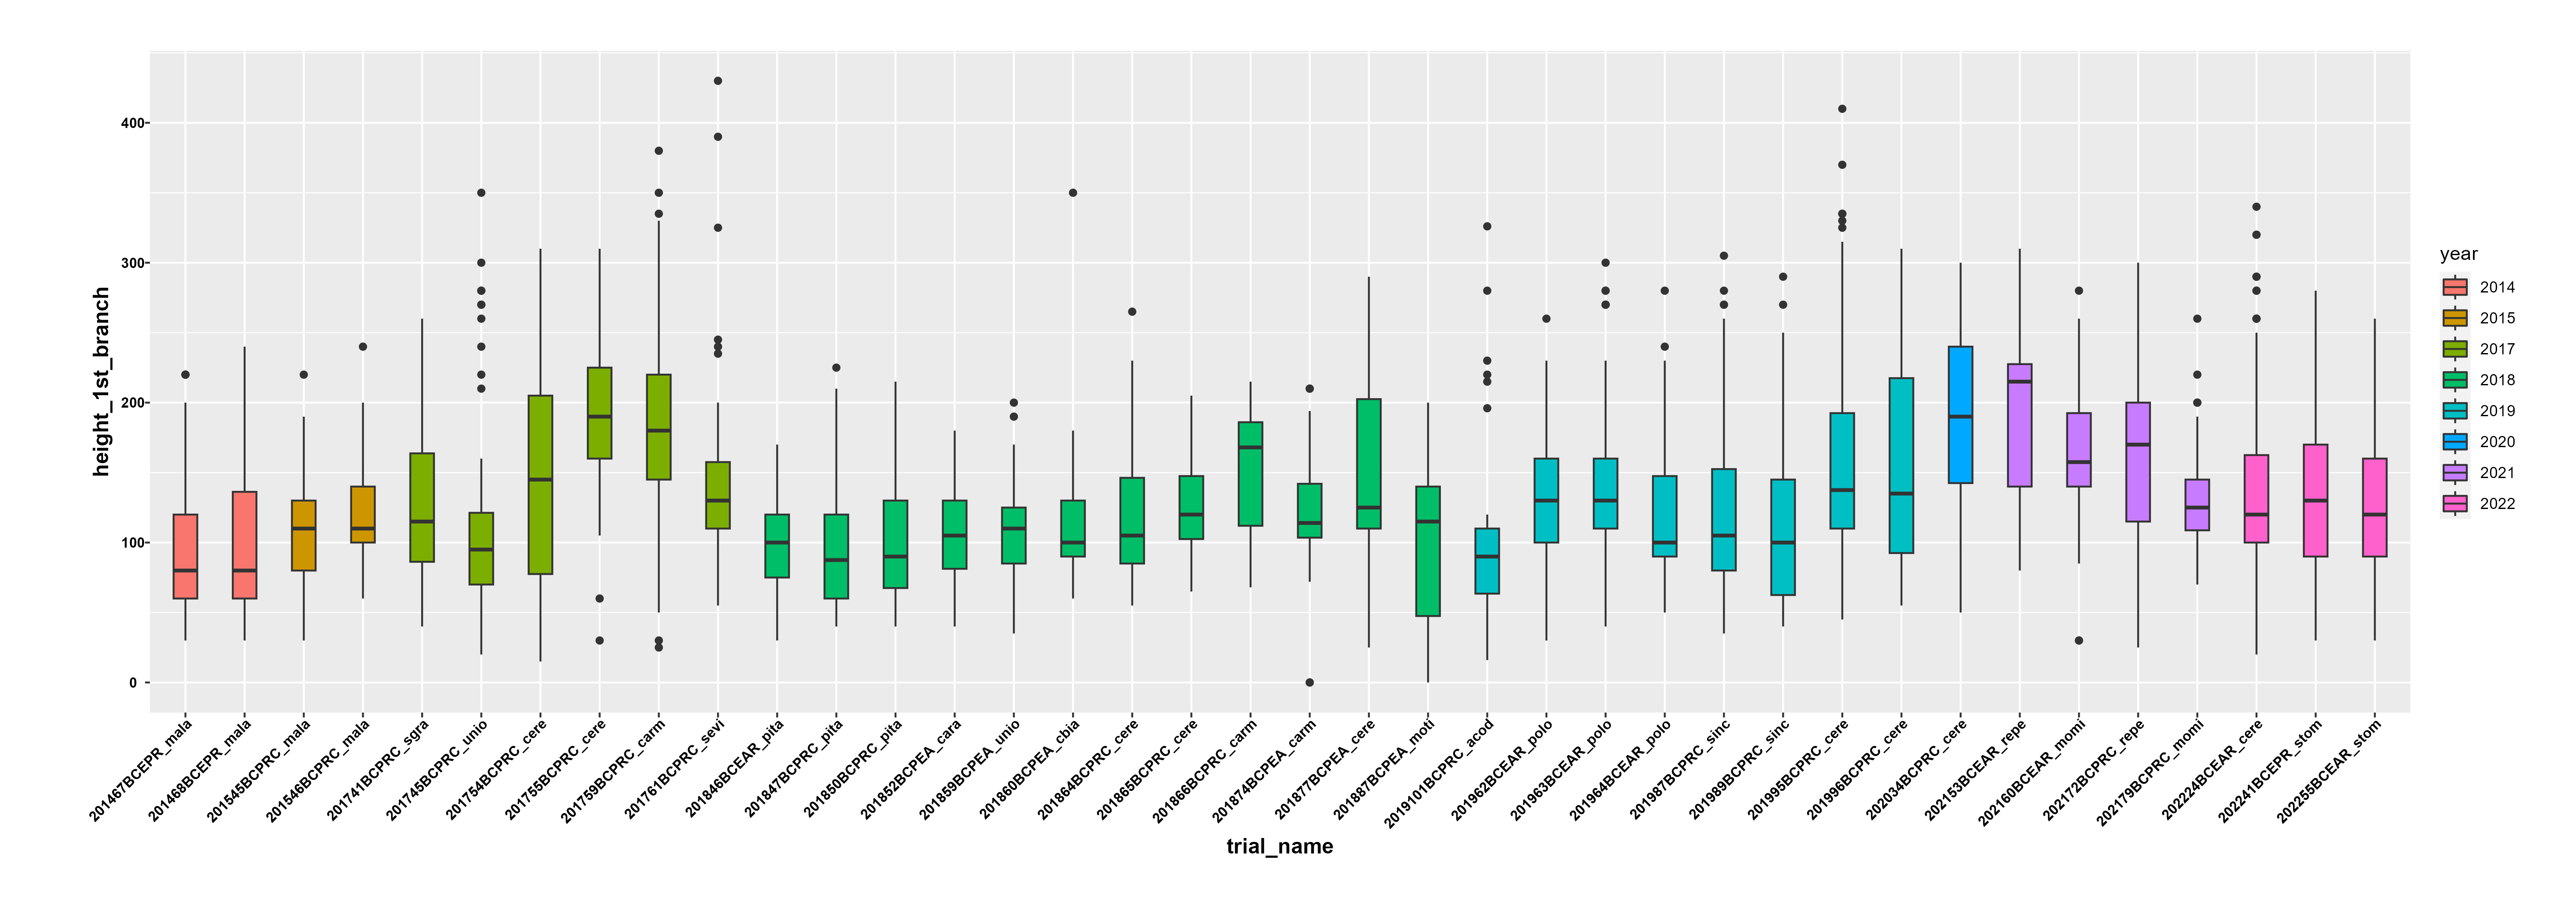 height_1st_branch
400
300
200
100
0
201467BCEPR_mala
201468BCEPR_mala
201545BCPRC_mala
201546BCPRC_mala
201741BCPRC_sgra
201745BCPRC_unio
201754BCPRC_cere
201755BCPRC_cere
201759BCPRC_carm
201761BCPRC_sevi
201846BCEAR_pita
201847BCPRC_pita
201850BCPRC_pita
201852BCPEA_cara
201859BCPEA_unio
201860BCPEA_cbia
201864BCPRC_cere
201865BCPRC_cere
201866BCPRC_carm
201874BCPEA_carm
201877BCPEA_cere
201887BCPEA_moti
2019101BCPRC_acod
201962BCEAR_polo
201963BCEAR_polo
201964BCEAR_polo
201987BCPRC_sinc
201989BCPRC_sinc
201995BCPRC_cere
201996BCPRC_cere
202034BCPRC_cere
202153BCEAR_repe
202160BCEAR_momi
202172BCPRC_repe
202179BCPRC_momi
202224BCEAR_cere
202241BCEPR_stom
202255BCEAR_stom
trial_name
year
2014
2015
2017
2018
2019
2020
2021
2022